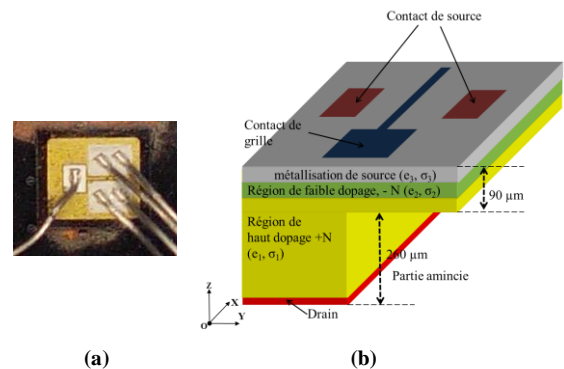 Contact de source
Contact de
grille
métallisation de source (e₃, σ₃)
Région de faible dopage, - N (e₂, σ₂)
90 µm
Région de
haut dopage +N
(e₁, σ₁)
260 µm
Partie amincie
Z
X
O
Y
Drain
(a)
(b)